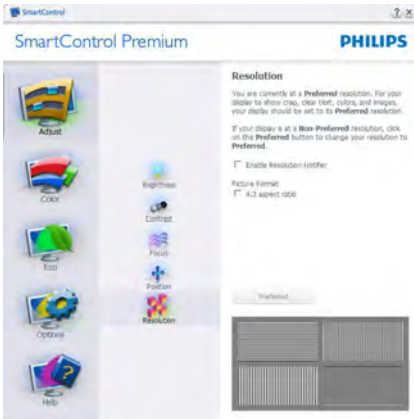 SmartControl
SmartControl Premium
PHILIPS
Adjust
Color
Eco
Options
Help
Brightness
Contrast
Focus
Position
Resolution
Resolution
You are currently at a Preferred resolution. For your
display to show crisp, clear text, colors, and images,
your display should be set to its Preferred resolution.
If your display is at a Non-Preferred resolution, click
on the Preferred button to change your resolution to
Preferred.
Enable Resolution Notifier
Picture Format
4:3 aspect ratio
Preferred